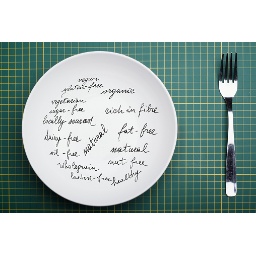 vegan
gluten-free
organic
vegetarian
sugar-free
rich in fibre
locally sourced
dairy-free
natural
fat-free
oil-free
natural
wholegrain
nut free
lactose-free
healthy